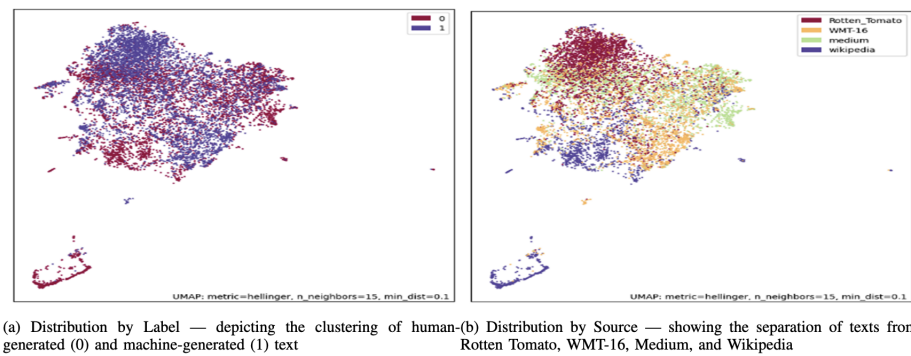 0
1
UMAP: metric=hellinger, n_neighbors=15, min_dist=0.1
Rotten_Tomato
WMT-16
medium
wikipedia
UMAP: metric=hellinger, n_neighbors=15, min_dist=0.1
(a) Distribution by Label — depicting the clustering of human-
generated (0) and machine-generated (1) text
(b) Distribution by Source — showing the separation of texts from
Rotten Tomato, WMT-16, Medium, and Wikipedia